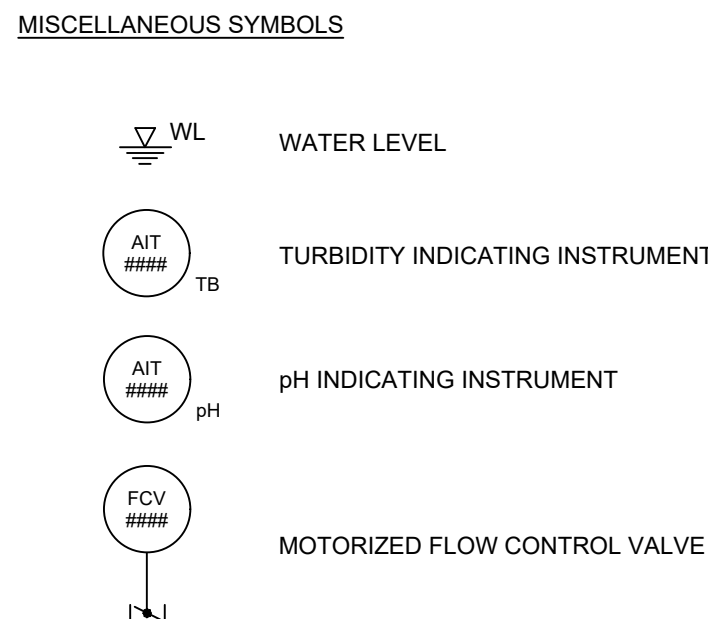 MISCELLANEOUS SYMBOLS
WL
WATER LEVEL
AIT
####
TB
TURBIDITY INDICATING INSTRUMENT
AIT
####
pH
pH INDICATING INSTRUMENT
FCV
####
MOTORIZED FLOW CONTROL VALVE